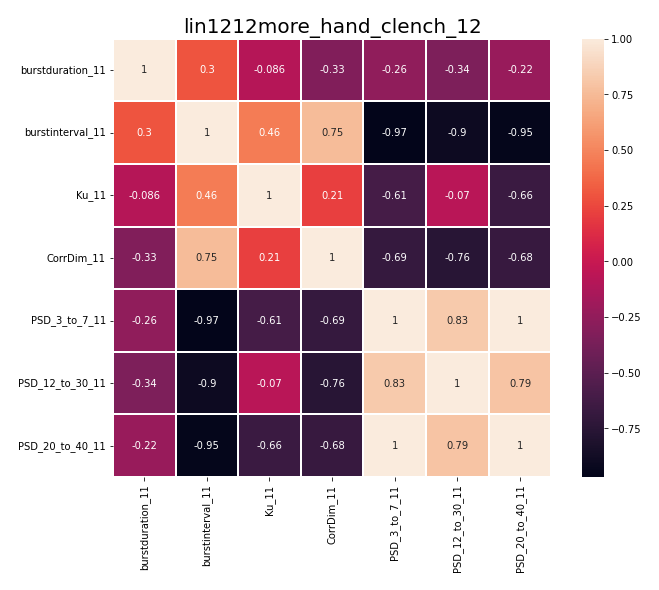 lin1212more_hand_clench_12
burstduration_11 1 0.3 -0.086 -0.33 -0.26 -0.34 -0.22
burstinterval_11 0.3 1 0.46 0.75 -0.97 -0.9 -0.95
Ku_11 -0.086 0.46 1 0.21 -0.61 -0.07 -0.66
CorrDim_11 -0.33 0.75 0.21 1 -0.69 -0.76 -0.68
PSD_3_to_7_11 -0.26 -0.97 -0.61 -0.69 1 0.83 1
PSD_12_to_30_11 -0.34 -0.9 -0.07 -0.76 0.83 1 0.79
PSD_20_to_40_11 -0.22 -0.95 -0.66 -0.68 1 0.79 1
burstduration_11
burstinterval_11
Ku_11
CorrDim_11
PSD_3_to_7_11
PSD_12_to_30_11
PSD_20_to_40_11
1.00
0.75
0.50
0.25
0.00
−0.25
−0.50
−0.75